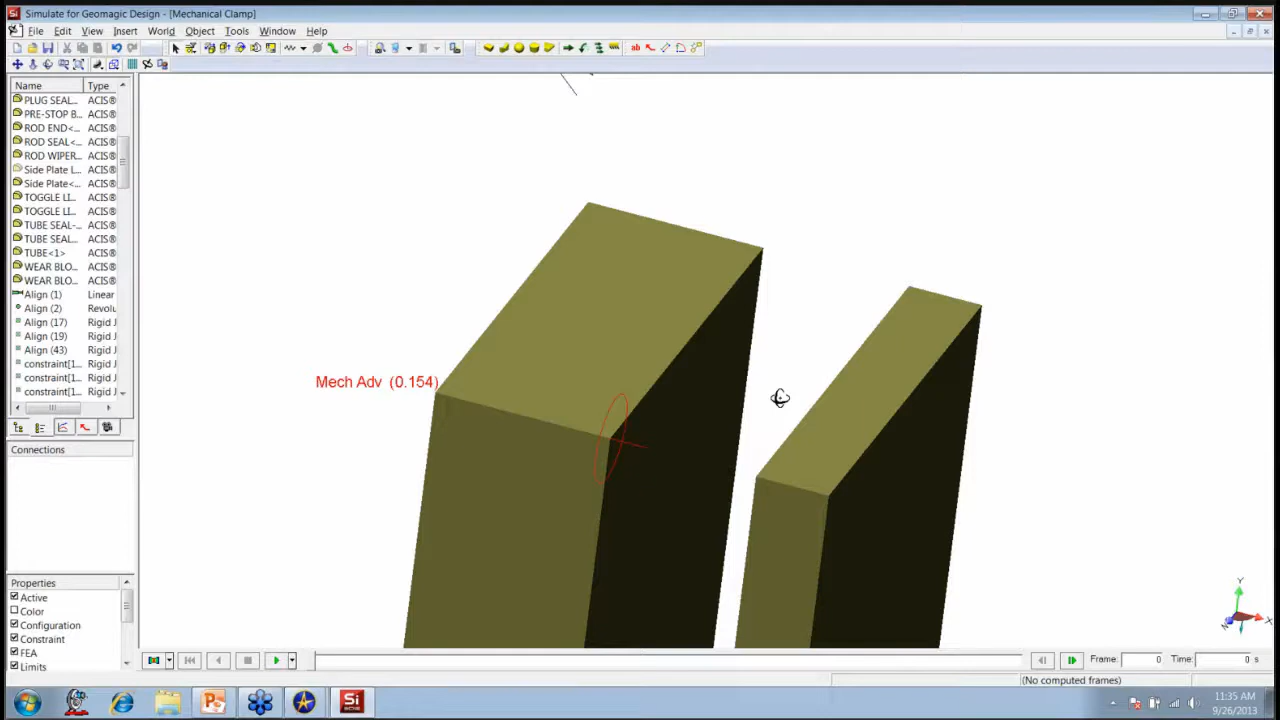 Simulate for Geomagic Design - [Mechanical Clamp]
File Edit View Insert World Object Tools Window Help
Name Type
PLUG SEAL... ACIS®
PRE-STOP B... ACIS®
ROD END<... ACIS®
ROD SEAL<... ACIS®
ROD WIPER... ACIS®
Side Plate L... ACIS®
Side Plate<... ACIS®
TOGGLE LI... ACIS®
TOGGLE LI... ACIS®
TUBE SEAL-... ACIS®
TUBE SEAL... ACIS®
TUBE<1> ACIS®
WEAR BLO... ACIS®
WEAR BLO... ACIS®
Align (1) Linear
Align (2) Revolu
Align (17) Rigid J
Align (19) Rigid J
Align (43) Rigid J
constraint[1... Rigid J
constraint[1... Rigid J
constraint[1... Rigid J
Connections
Properties
Active
Color
Configuration
Constraint
FEA
Limits
Mech Adv (0.154)
Y
X
Frame: 0 Time: 0 s
(No computed frames)
11:35 AM
9/26/2013